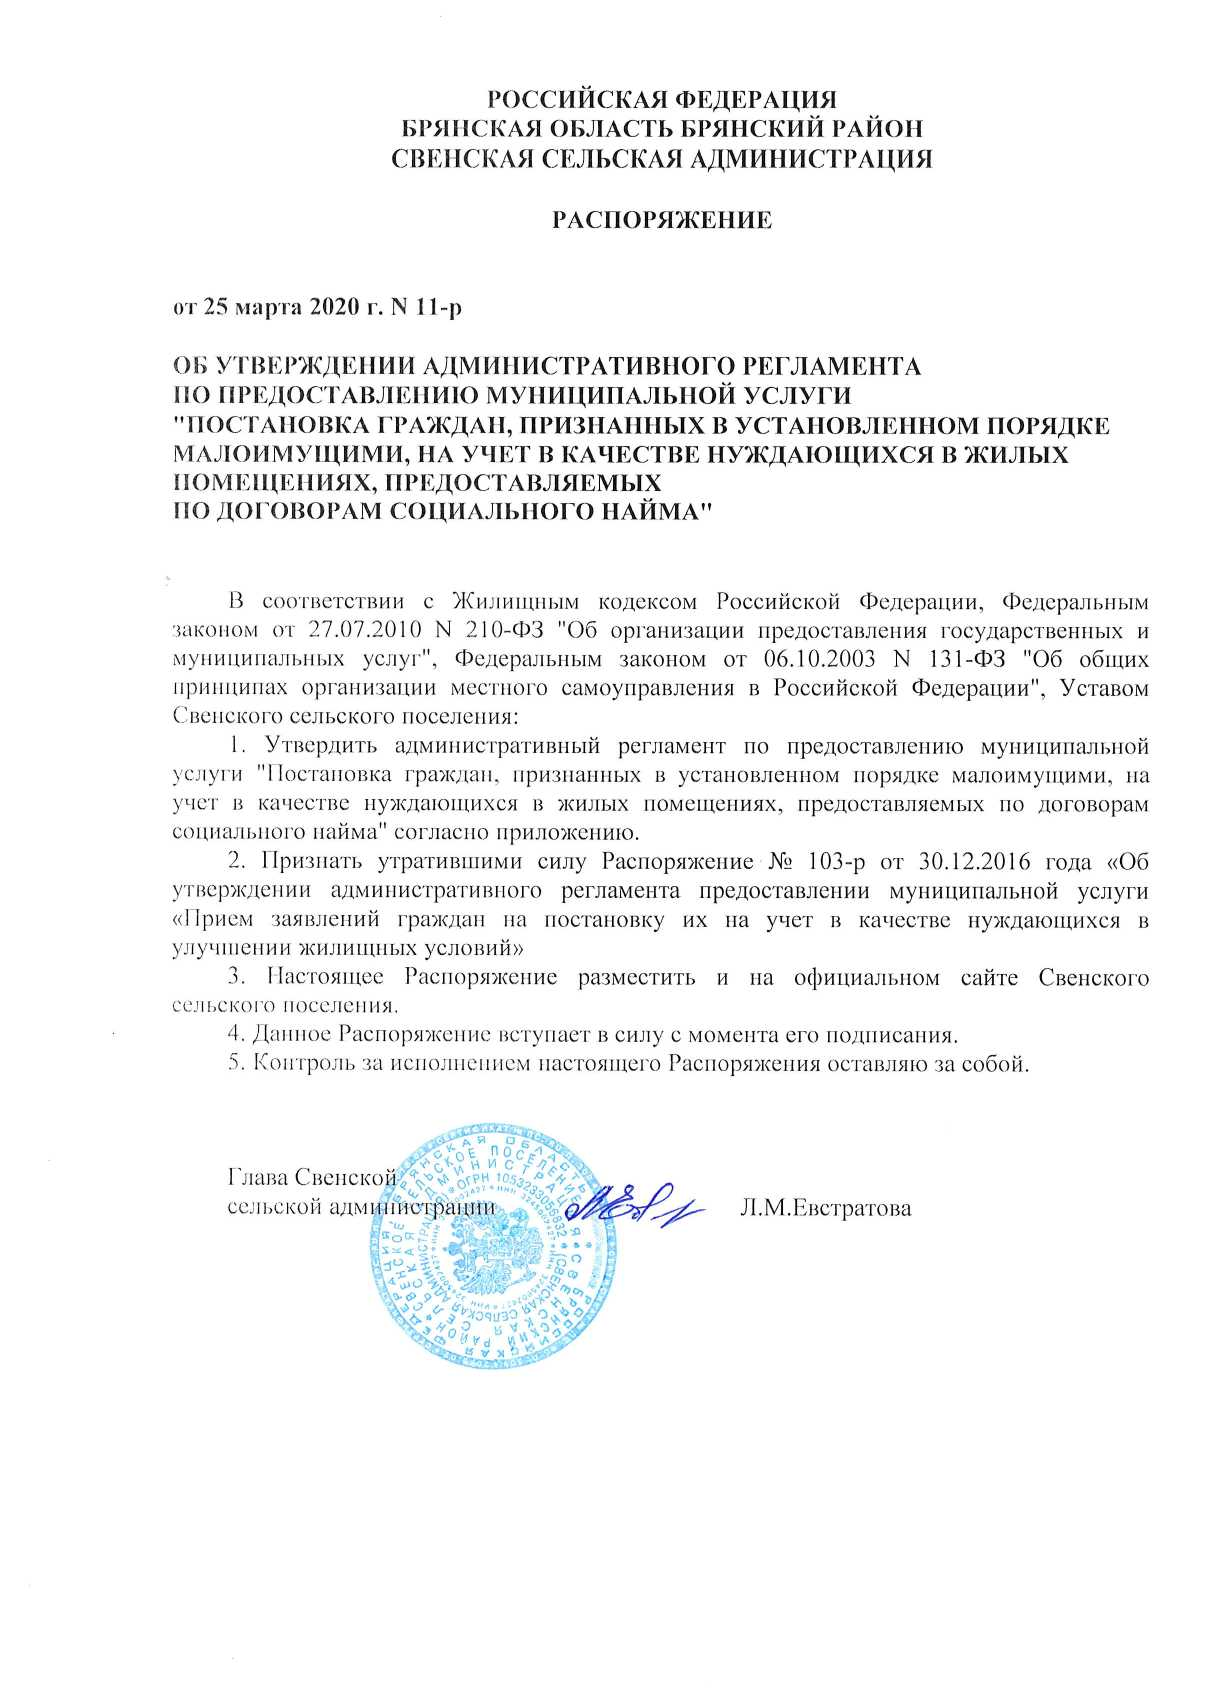 РОССИЙСКАЯ ФЕДЕРАЦИЯ
БРЯНСКАЯ ОБЛАСТЬ БРЯНСКИЙ РАЙОН
СВЕНСКАЯ СЕЛЬСКАЯ АДМИНИСТРАЦИЯ
РАСПОРЯЖЕНИЕ
от 25 марта 2020 г. N 11-р
ОБ УТВЕРЖДЕНИИ АДМИНИСТРАТИВНОГО РЕГЛАМЕНТА
ПО ПРЕДОСТАВЛЕНИЮ МУНИЦИПАЛЬНОЙ УСЛУГИ
"ПОСТАНОВКА ГРАЖДАН, ПРИЗНАННЫХ В УСТАНОВЛЕННОМ ПОРЯДКЕ
МАЛОИМУЩИМИ, НА УЧЕТ В КАЧЕСТВЕ НУЖДАЮЩИХСЯ В ЖИЛЫХ
ПОМЕЩЕНИЯХ, ПРЕДОСТАВЛЯЕМЫХ
ПО ДОГОВОРАМ СОЦИАЛЬНОГО НАЙМА"
В соответствии с Жилищным кодексом Российской Федерации, Федеральным
законом от 27.07.2010 N 210-ФЗ "Об организации предоставления государственных и
муниципальных услуг", Федеральным законом от 06.10.2003 N 131-ФЗ "Об общих
принципах организации местного самоуправления в Российской Федерации", Уставом
Свенского сельского поселения:
1. Утвердить административный регламент по предоставлению муниципальной
услуги "Постановка граждан, признанных в установленном порядке малоимущими, на
учет в качестве нуждающихся в жилых помещениях, предоставляемых по договорам
социального найма" согласно приложению.
2. Признать утратившими силу Распоряжение № 103-р от 30.12.2016 года «Об
утверждении административного регламента предоставлении муниципальной услуги
«Прием заявлений граждан на постановку их на учет в качестве нуждающихся в
улучшении жилищных условий»
3. Настоящее Распоряжение разместить и на официальном сайте Свенского
сельского поселения.
4. Данное Распоряжение вступает в силу с момента его подписания.
5. Контроль за исполнением настоящего Распоряжения оставляю за собой.
Глава Свенской
сельской администрации Л.М.Евстратова